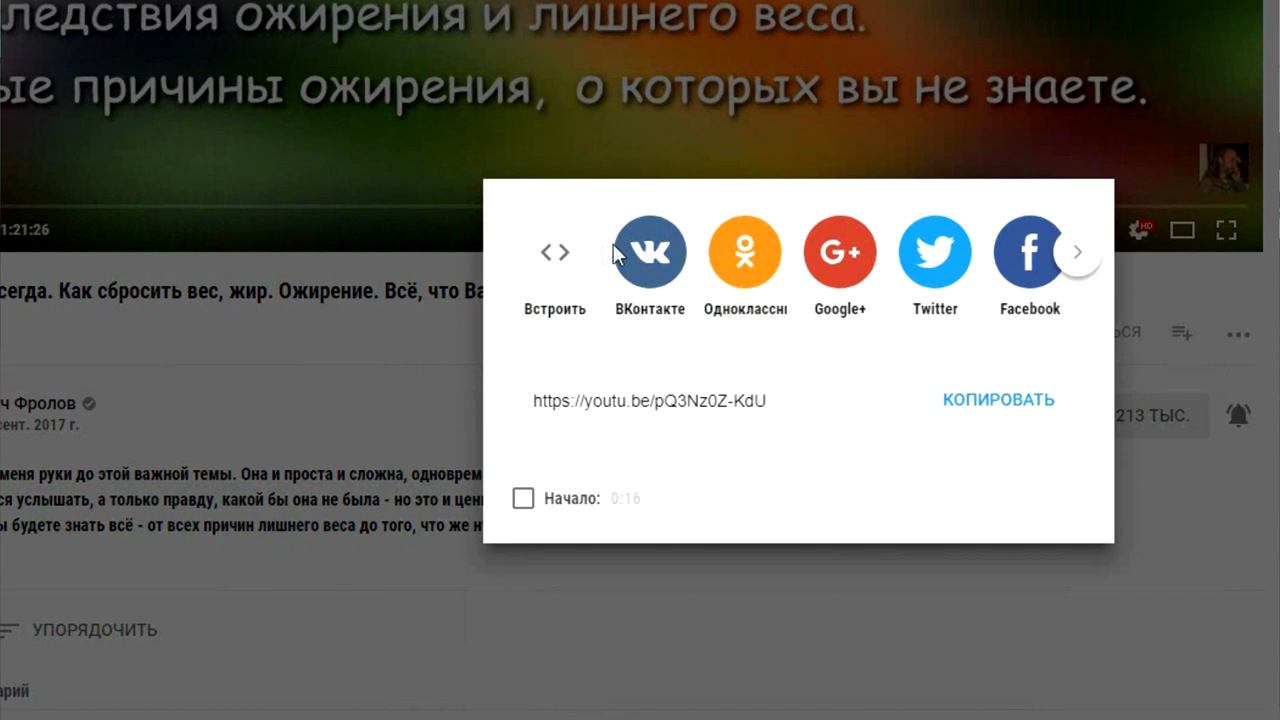 ледствия ожирения и лишнего веса.
ые причины ожирения, о которых вы не знаете.
1:21:26
HD
сегда. Как сбросить вес, жир. Ожирение. Всё, что Ва
Встроить
ВКонтакте
Одноклассни
Google+
Twitter
Facebook
ься
https://youtu.be/pQ3Nz0Z-KdU
КОПИРОВАТЬ
ч Фролов
сент. 2017 г.
213 ТЫС.
меня руки до этой важной темы. Она и проста и сложна, одноврем
ся услышать, а только правду, какой бы она не была - но это и цен
ы будете знать всё - от всех причин лишнего веса до того, что же н
Начало: 0:16
УПОРЯДОЧИТЬ
арий